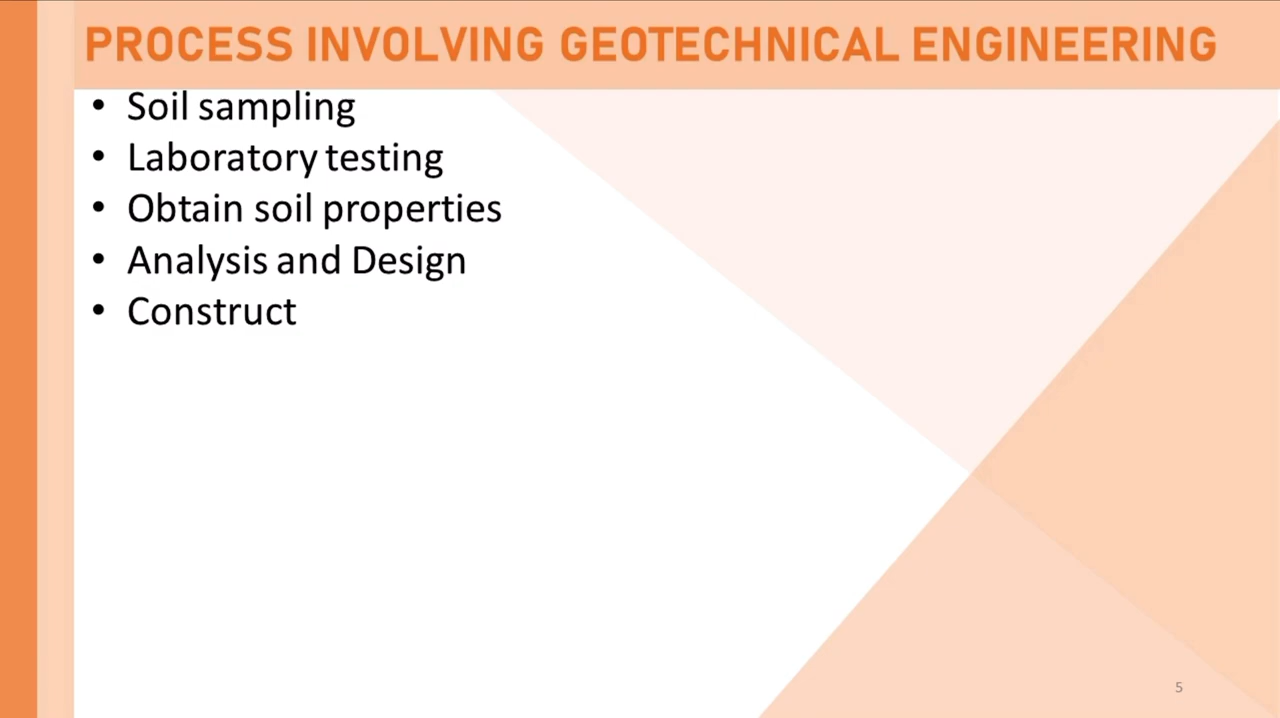 PROCESS INVOLVING GEOTECHNICAL ENGINEERING
• Soil sampling
• Laboratory testing
• Obtain soil properties
• Analysis and Design
• Construct
5